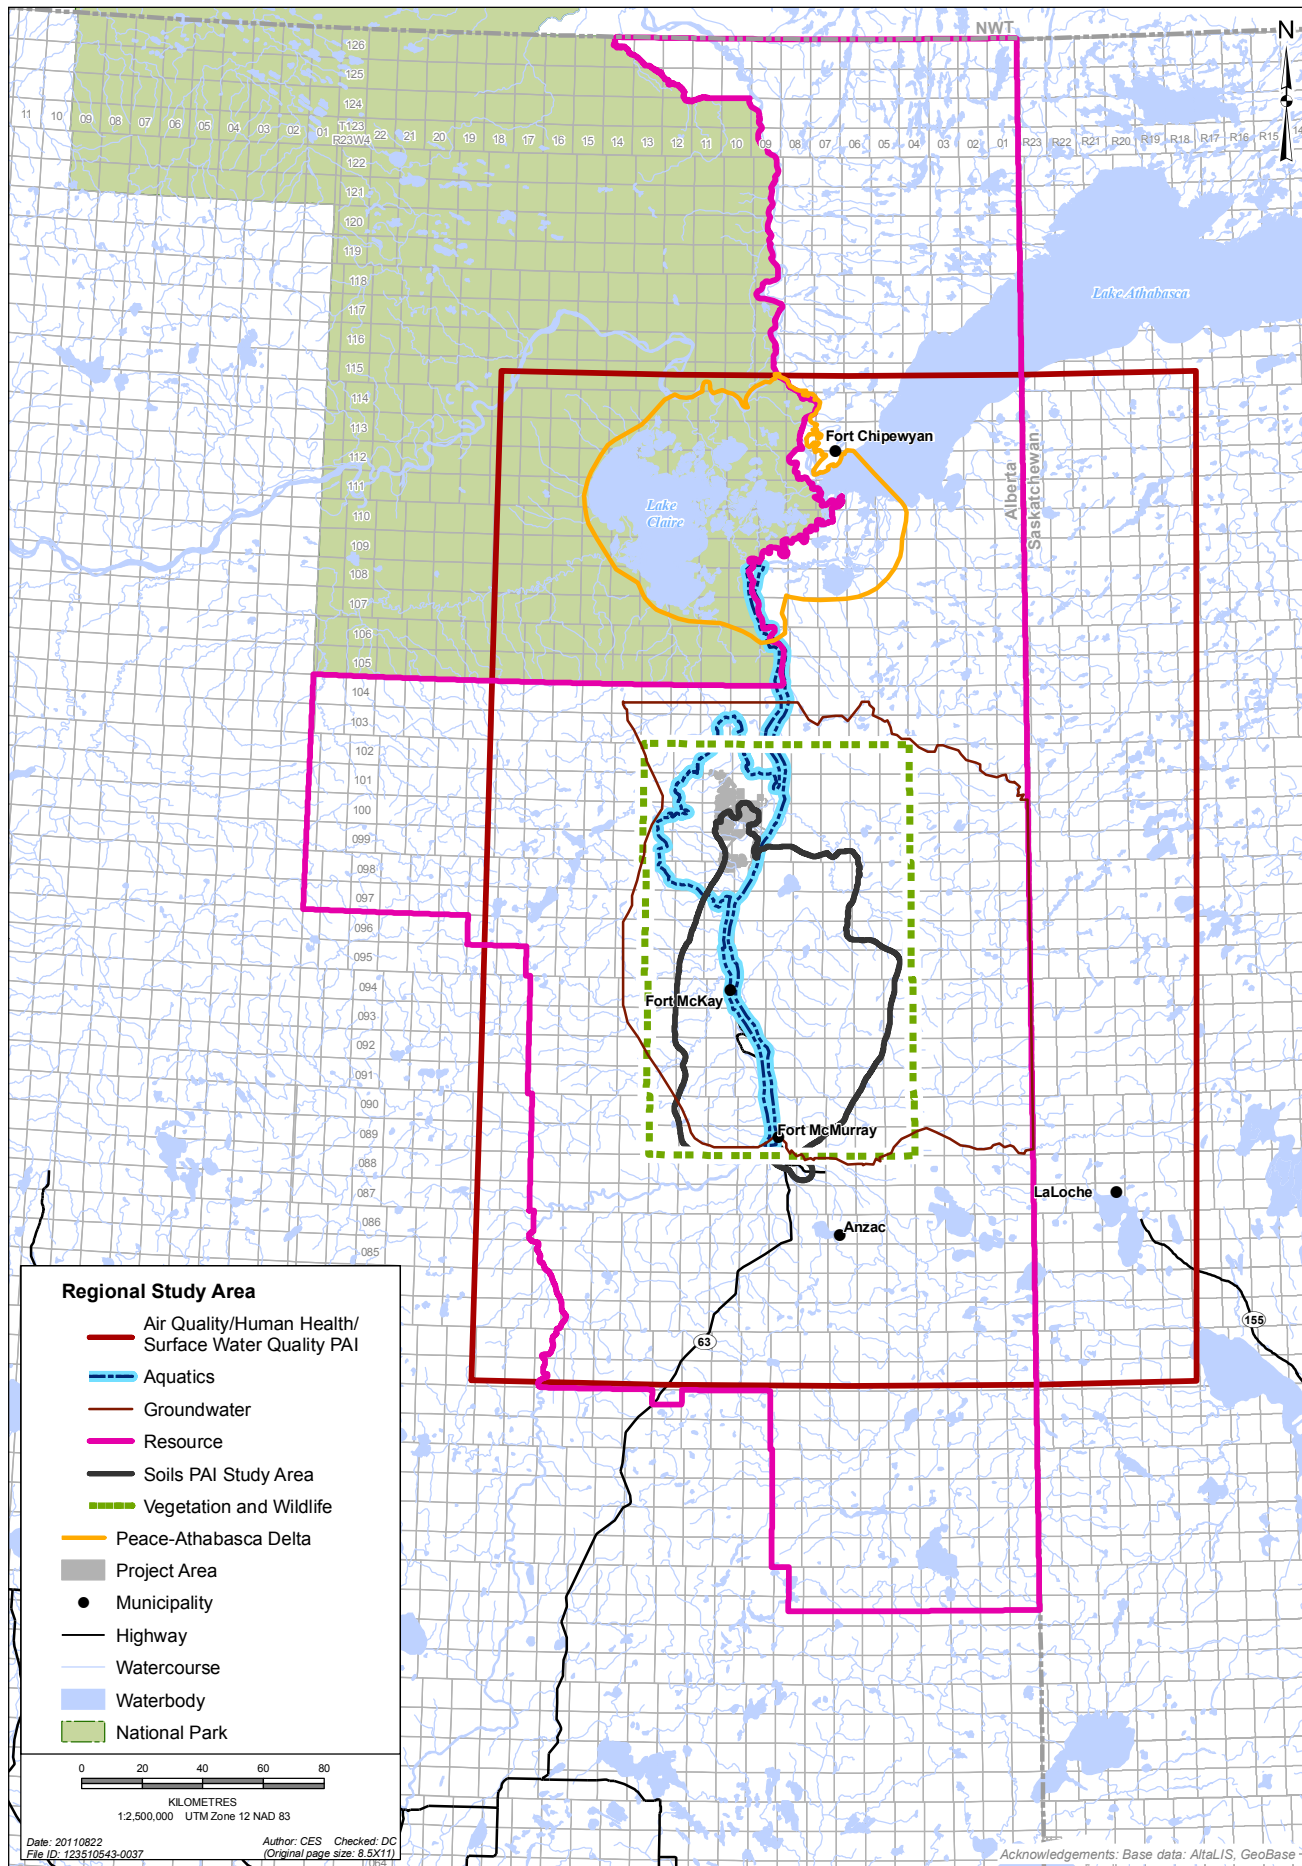 NWT
N
126
125
124
11 10 09 08 07 06 05 04 03 02 01 T123 22 21 20 19 18 17 16 15 14 13 12 11 10 09 08 07 06 05 04 03 02 01 R23 R22 R21 R20 R19 R18 R17 R16 R15 14
R23W4
122
121
120
119
118
117
116
115
114
113
112
111
110
109
108
107
106
105
104
103
102
101
100
099
098
097
096
095
094
093
092
091
090
089
088
087
086
085
Lake Athabasca
Fort Chipewyan
Lake
Claire
Alberta
Saskatchewan
Fort McKay
Fort McMurray
LaLoche
Anzac
63
155
Regional Study Area
Air Quality/Human Health/
Surface Water Quality PAI
Aquatics
Groundwater
Resource
Soils PAI Study Area
Vegetation and Wildlife
Peace-Athabasca Delta
Project Area
Municipality
Highway
Watercourse
Waterbody
National Park
0 20 40 60 80
KILOMETRES
1:2,500,000 UTM Zone 12 NAD 83
Date: 20110822 Author: CES Checked: DC
File ID: 123510543-0037 (Original page size: 8.5X11)
Acknowledgements: Base data: AltaLIS, GeoBase